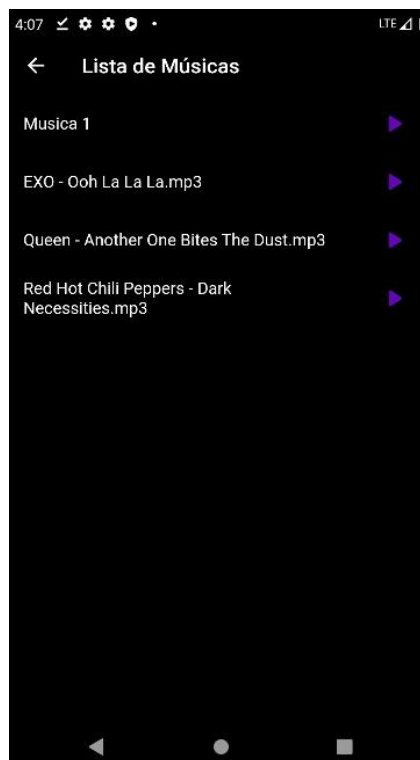 4:07
LTE
Lista de Músicas
Musica 1
EXO - Ooh La La La.mp3
Queen - Another One Bites The Dust.mp3
Red Hot Chili Peppers - Dark
Necessities.mp3